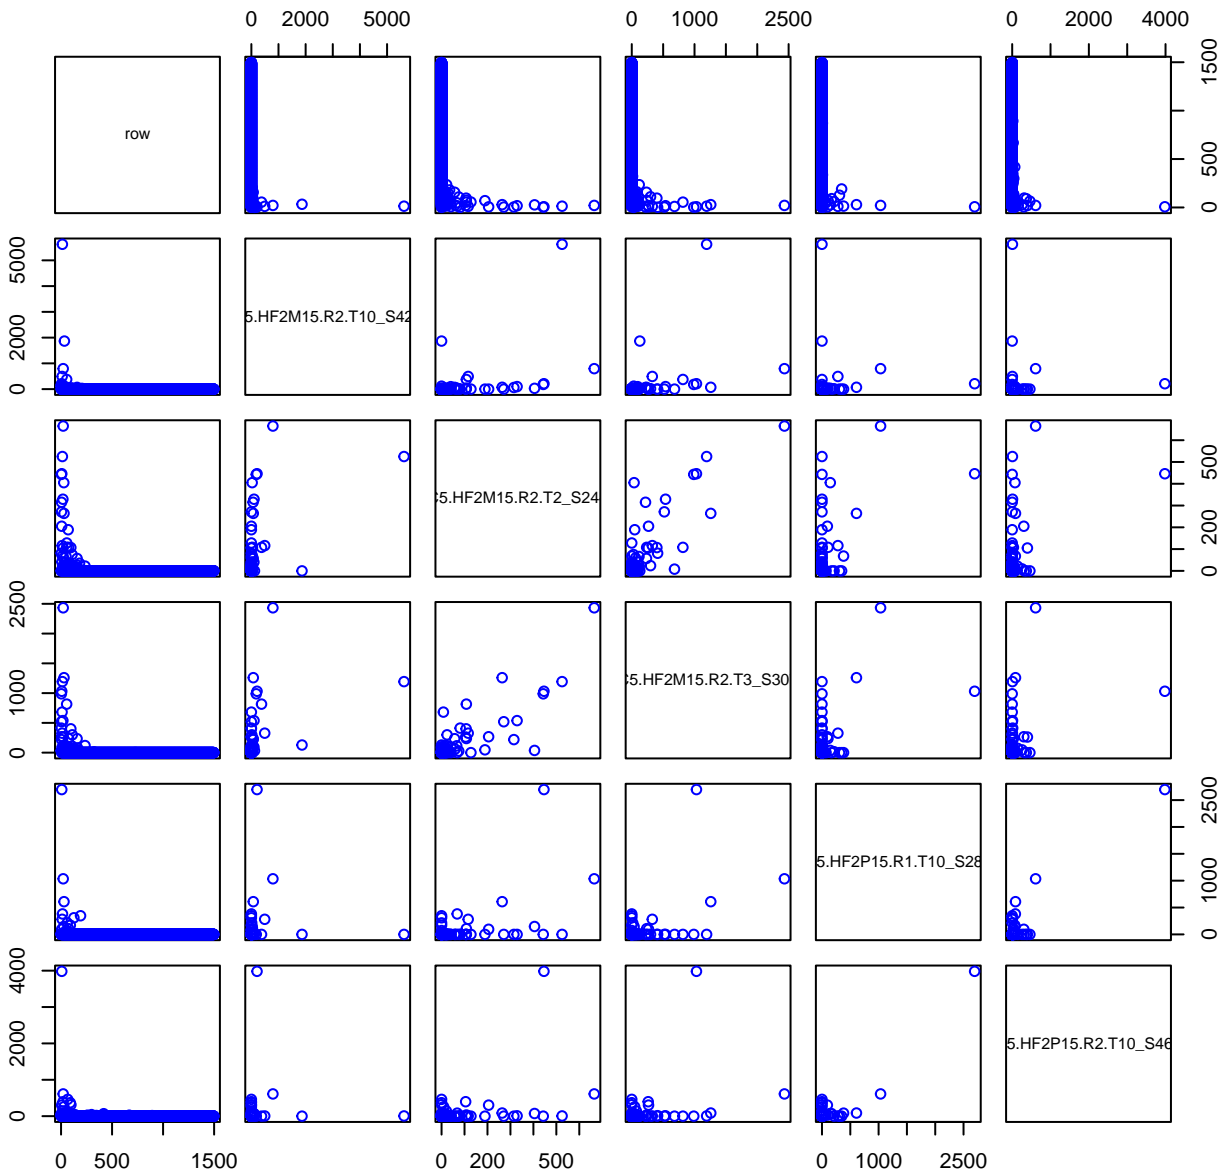 0 2000 5000 0 1000 2500 0 2000 4000
row
0 500 1500
5.HF2M15.R2.T10_S42
0 2000 5000
C5.HF2M15.R2.T2_S24
0 200 500
C5.HF2M15.R2.T3_S30
0 1000 2500
5.HF2P15.R1.T10_S28
0 1000 2500
5.HF2P15.R2.T10_S46
0 2000 4000
0 500 1500 0 200 500 0 1000 2500